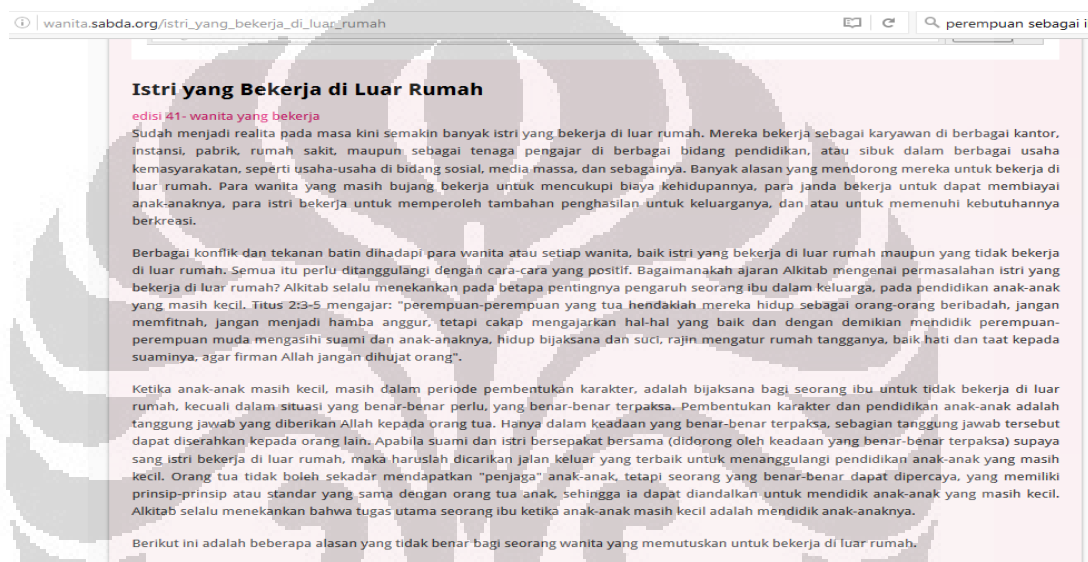 wanita.sabda.org/istri_yang_bekerja_di_luar_rumah
perempuan sebagai i
Istri yang Bekerja di Luar Rumah
edisi 41- wanita yang bekerja
Sudah menjadi realita pada masa kini semakin banyak istri yang bekerja di luar rumah. Mereka bekerja sebagai karyawan di berbagai kantor,
instansi, pabrik, rumah sakit, maupun sebagai tenaga pengajar di berbagai bidang pendidikan, atau sibuk dalam berbagai usaha
kemasyarakatan, seperti usaha-usaha di bidang sosial, media massa, dan sebagainya. Banyak alasan yang mendorong mereka untuk bekerja di
luar rumah. Para wanita yang masih bujang bekerja untuk mencukupi biaya kehidupannya, para janda bekerja untuk dapat membiayai
anak-anaknya, para istri bekerja untuk memperoleh tambahan penghasilan untuk keluarganya, dan atau untuk memenuhi kebutuhannya
berkreasi.
Berbagai konflik dan tekanan batin dihadapi para wanita atau setiap wanita, baik istri yang bekerja di luar rumah maupun yang tidak bekerja
di luar rumah. Semua itu perlu ditanggulangi dengan cara-cara yang positif. Bagaimanakah ajaran Alkitab mengenai permasalahan istri yang
bekerja di luar rumah? Alkitab selalu menekankan pada betapa pentingnya pengaruh seorang ibu dalam keluarga, pada pendidikan anak-anak
yang masih kecil. Titus 2:3-5 mengajar: "perempuan-perempuan yang tua hendaklah mereka hidup sebagai orang-orang beribadah, jangan
memfitnah, jangan menjadi hamba anggur, tetapi cakap mengajarkan hal-hal yang baik dan dengan demikian mendidik perempuan-
perempuan muda mengasihi suami dan anak-anaknya, hidup bijaksana dan suci, rajin mengatur rumah tangganya, baik hati dan taat kepada
suaminya, agar firman Allah jangan dihujat orang".
Ketika anak-anak masih kecil, masih dalam periode pembentukan karakter, adalah bijaksana bagi seorang ibu untuk tidak bekerja di luar
rumah, kecuali dalam situasi yang benar-benar perlu, yang benar-benar terpaksa. Pembentukan karakter dan pendidikan anak-anak adalah
tanggung jawab yang diberikan Allah kepada orang tua. Hanya dalam keadaan yang benar-benar terpaksa, sebagian tanggung jawab tersebut
dapat diserahkan kepada orang lain. Apabila suami dan istri bersepakat bersama (didorong oleh keadaan yang benar-benar terpaksa) supaya
sang istri bekerja di luar rumah, maka haruslah dicarikan jalan keluar yang terbaik untuk menanggulangi pendidikan anak-anak yang masih
kecil. Orang tua tidak boleh sekadar mendapatkan "penjaga" anak-anak, tetapi seorang yang benar-benar dapat dipercaya, yang memiliki
prinsip-prinsip atau standar yang sama dengan orang tua anak, sehingga ia dapat diandalkan untuk mendidik anak-anak yang masih kecil.
Alkitab selalu menekankan bahwa tugas utama seorang ibu ketika anak-anak masih kecil adalah mendidik anak-anaknya.
Berikut ini adalah beberapa alasan yang tidak benar bagi seorang wanita yang memutuskan untuk bekerja di luar rumah.